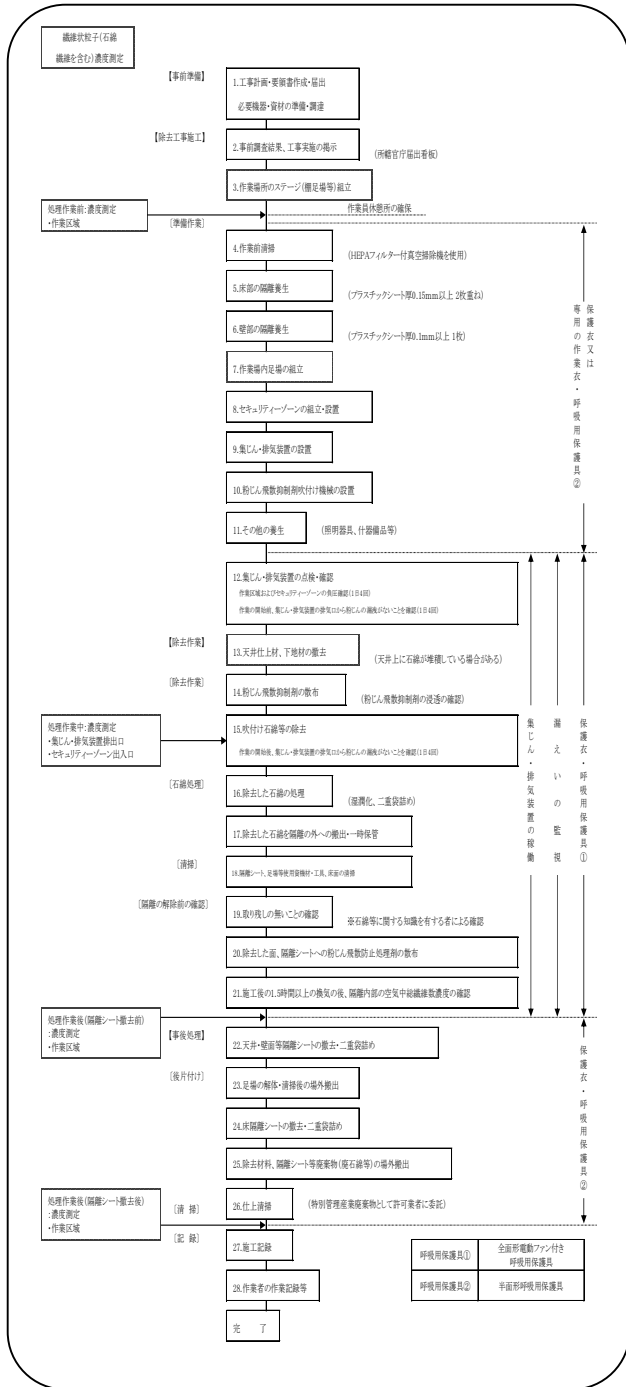 繊維状粒子(石綿
繊維を含む)濃度測定
【事前準備】
1.工事計画・要領書作成・届出
必要機器・資材の準備・調達
【除去工事施工】
2.事前調査結果、工事実施の掲示
(所轄官庁届出看板)
3.作業場所のステージ(棚足場等)組立
処理作業前:濃度測定
・作業区域
作業員休憩所の確保
［準備作業］
4.作業前清掃
(HEPAフィルター付真空掃除機を使用)
5.床部の隔離養生
(プラスチックシート厚0.15mm以上 2枚重ね)
6.壁部の隔離養生
(プラスチックシート厚0.1mm以上 1枚)
7.作業場内足場の組立
8.セキュリティーゾーンの組立・設置
9.集じん・排気装置の設置
10.粉じん飛散抑制剤吹付け機械の設置
11.その他の養生
(照明器具、什器備品等)
保護衣又は
専用の作業衣・呼吸用保護具②
12.集じん・排気装置の点検・確認
作業区域およびセキュリティーゾーンの負圧確認(1日4回)
作業の開始前、集じん・排気装置の排気口から粉じんの漏洩がないことを確認(1日4回)
【除去作業】
13.天井仕上材、下地材の撤去
(天井上に石綿が堆積している場合がある)
［除去作業］
14.粉じん飛散抑制剤の散布
(粉じん飛散抑制剤の浸透の確認)
処理作業中:濃度測定
・集じん・排気装置排出口
・セキュリティーゾーン出入口
15.吹付け石綿等の除去
作業の開始後、集じん・排気装置の排気口から粉じんの漏洩がないことを確認(1日4回)
［石綿処理］
16.除去した石綿の処理
(湿潤化、二重袋詰め)
17.除去した石綿を隔離の外への搬出・一時保管
［清掃］
18.隔離シート、足場等使用資機材・工具、床面の清掃
［隔離の解除前の確認］
19.取り残しの無いことの確認
※石綿等に関する知識を有する者による確認
20.除去した面、隔離シートへの粉じん飛散防止処理剤の散布
21.施工後の1.5時間以上の換気の後、隔離内部の空気中総繊維数濃度の確認
集じん・排気装置の稼働
漏えいの監視
保護衣・呼吸用保護具①
処理作業後(隔離シート撤去前)
:濃度測定
・作業区域
【事後処理】
22.天井・壁面等隔離シートの撤去・二重袋詰め
［後片付け］
23.足場の解体・清掃後の場外搬出
24.床隔離シートの撤去・二重袋詰め
25.除去材料、隔離シート等廃棄物(廃石綿等)の場外搬出
保護衣・呼吸用保護具②
処理作業後(隔離シート撤去後)
:濃度測定
・作業区域
［清 掃］
26.仕上清掃
(特別管理産業廃棄物として許可業者に委託)
［記 録］
27.施工記録
28.作業者の作業記録等
完 了
呼吸用保護具①
全面形電動ファン付き
呼吸用保護具
呼吸用保護具②
半面形呼吸用保護具